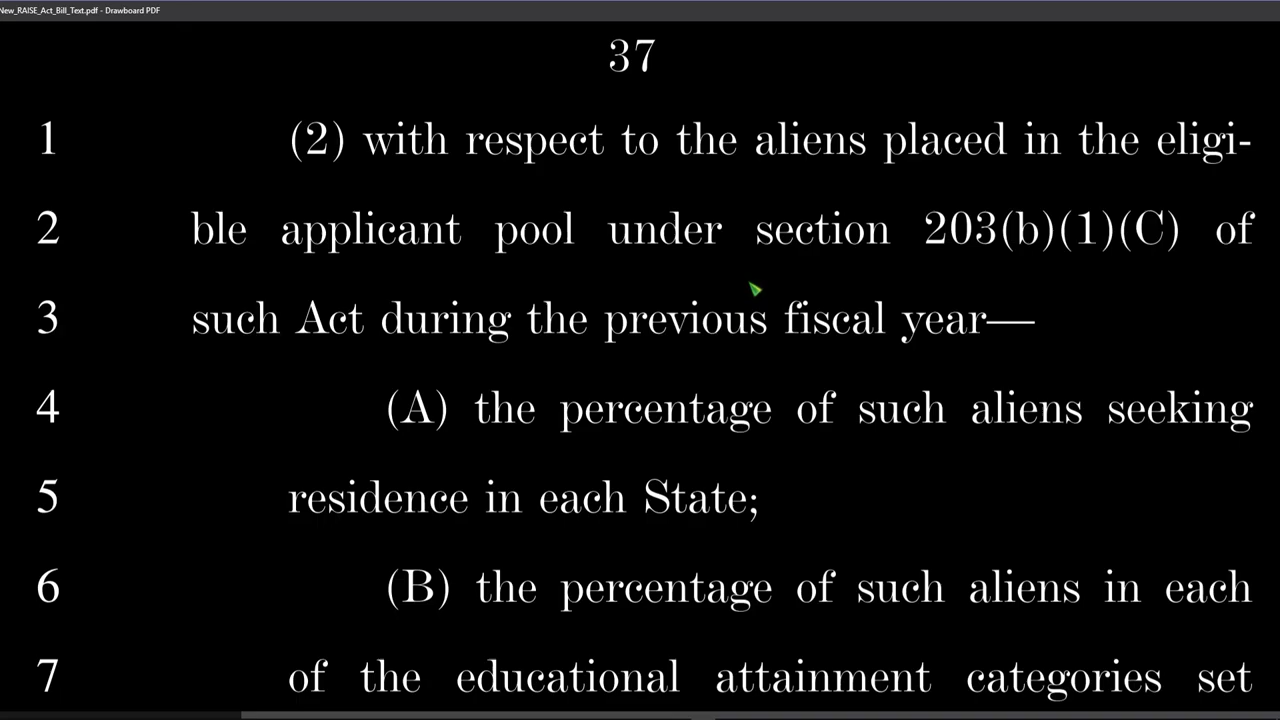 New_RAISE_Act_Bill_Text.pdf - Drawboard PDF
37
1 (2) with respect to the aliens placed in the eligi-
2 ble applicant pool under section 203(b)(1)(C) of
3 such Act during the previous fiscal year—
4 (A) the percentage of such aliens seeking
5 residence in each State;
6 (B) the percentage of such aliens in each
7 of the educational attainment categories set